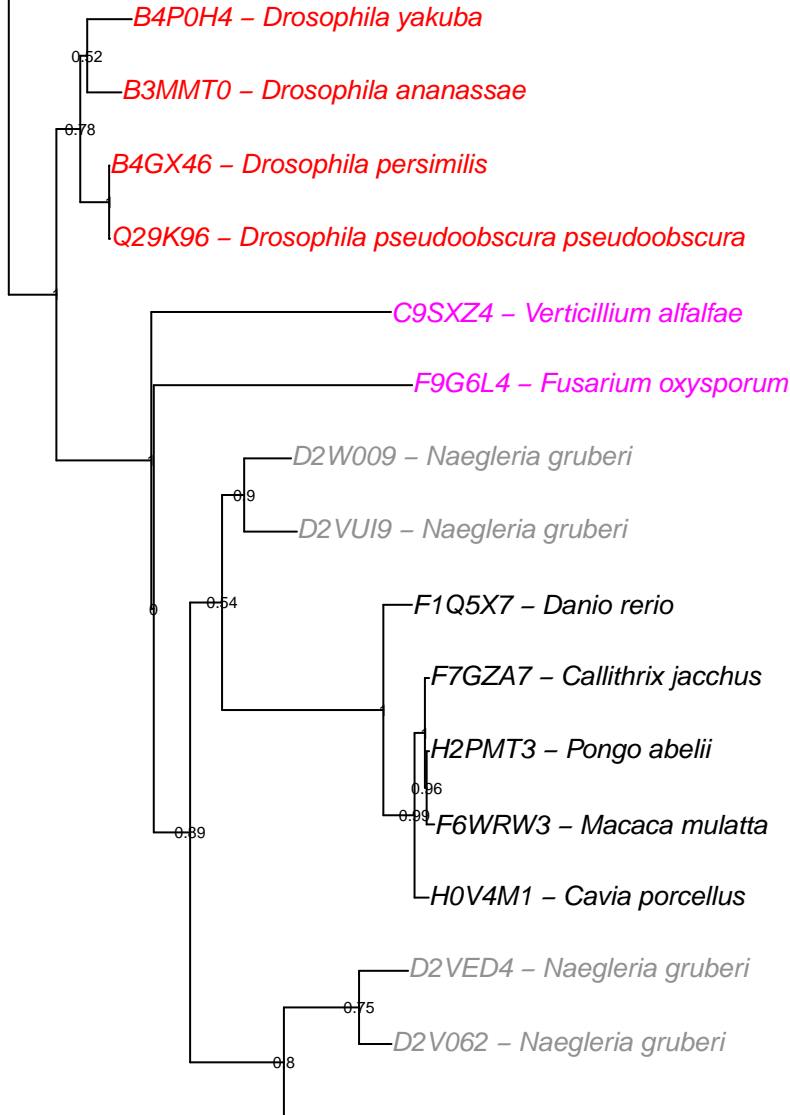 B4P0H4 – Drosophila yakuba
0.52
B3MMT0 – Drosophila ananassae
0.78
B4GX46 – Drosophila persimilis
1
Q29K96 – Drosophila pseudoobscura pseudoobscura
1
C9SXZ4 – Verticillium alfalfae
F9G6L4 – Fusarium oxysporum
D2W009 – Naegleria gruberi
0.9
D2VUI9 – Naegleria gruberi
0.54
0
F1Q5X7 – Danio rerio
F7GZA7 – Callithrix jacchus
1
1
H2PMT3 – Pongo abelii
0.96
0.99
F6WRW3 – Macaca mulatta
0.89
H0V4M1 – Cavia porcellus
D2VED4 – Naegleria gruberi
0.75
D2V062 – Naegleria gruberi
0.8